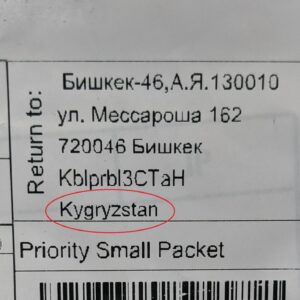 Return to:
Бишкек-46,А.Я.130010
ул. Мессароша 162
720046 Бишкек
Kblprbl3CTaH
Kygryzstan
Priority Small Packet